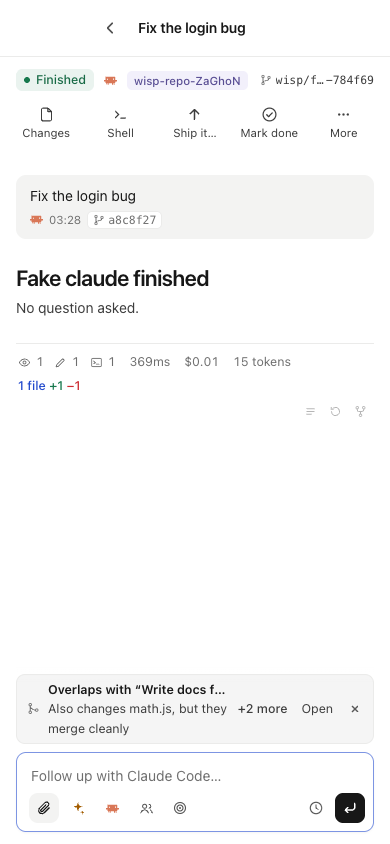 Fix the login bug
Finished wisp-repo-ZaGhoN wisp/f…-784f69
Changes Shell Ship it... Mark done More
Fix the login bug
03:28 a8c8f27
Fake claude finished
No question asked.
1 1 1 369ms $0.01 15 tokens
1 file +1 −1
Overlaps with “Write docs f...
Also changes math.js, but they +2 more Open
merge cleanly
Follow up with Claude Code...